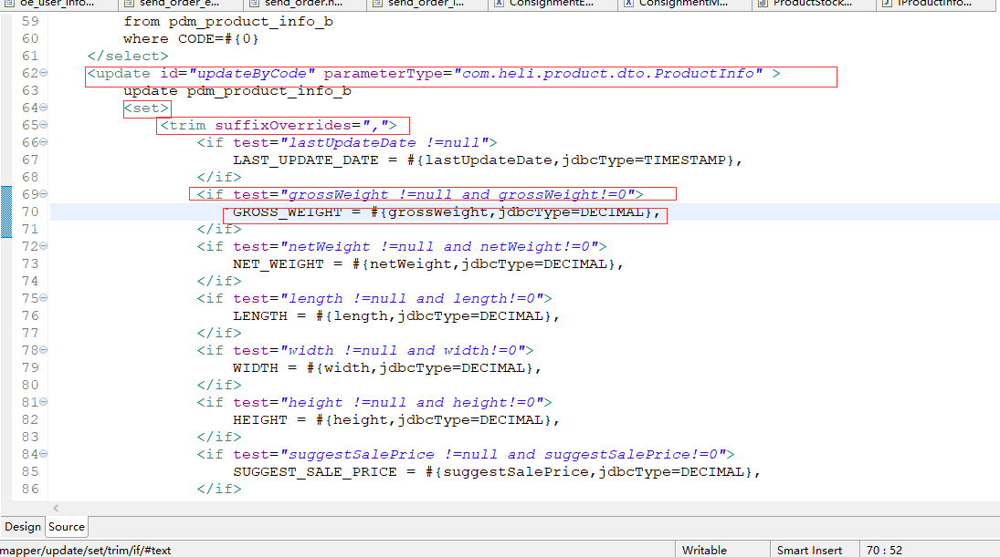 oe_user_info... send_order_e... send_order.h... send_order_i... ConsignmentE... ConsignmentM... ProductStock... IProductInfo...
59 from pdm_product_info_b
60 where CODE=#{0}
61 </select>
62 <update id="updateByCode" parameterType="com.heli.product.dto.ProductInfo" >
63 update pdm_product_info_b
64 <set>
65 <trim suffixOverrides=",">
66 <if test="lastUpdateDate !=null">
67 LAST_UPDATE_DATE = #{lastUpdateDate,jdbcType=TIMESTAMP},
68 </if>
69 <if test="grossWeight !=null and grossWeight!=0">
70 GROSS_WEIGHT = #{grossWeight,jdbcType=DECIMAL},
71 </if>
72 <if test="netWeight !=null and netWeight!=0">
73 NET_WEIGHT = #{netWeight,jdbcType=DECIMAL},
74 </if>
75 <if test="length !=null and length!=0">
76 LENGTH = #{length,jdbcType=DECIMAL},
77 </if>
78 <if test="width !=null and width!=0">
79 WIDTH = #{width,jdbcType=DECIMAL},
80 </if>
81 <if test="height !=null and height!=0">
82 HEIGHT = #{height,jdbcType=DECIMAL},
83 </if>
84 <if test="suggestSalePrice !=null and suggestSalePrice!=0">
85 SUGGEST_SALE_PRICE = #{suggestSalePrice,jdbcType=DECIMAL},
86 </if>
Design Source
mapper/update/set/trim/if/#text Writable Smart Insert 70 : 52